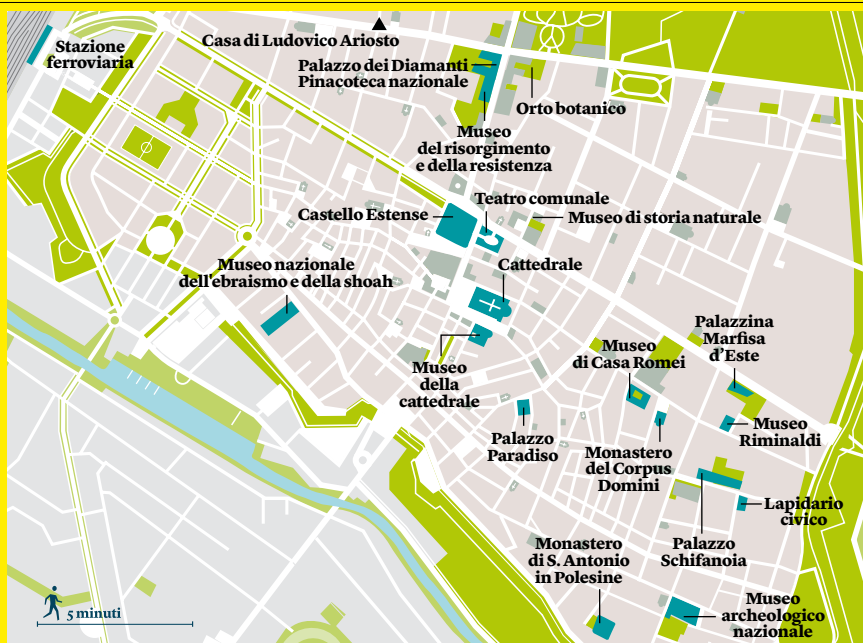 Stazione
ferroviaria
Casa di Ludovico Ariosto
Palazzo dei Diamanti
Pinacoteca nazionale
Orto botanico
Museo
del risorgimento
e della resistenza
Teatro comunale
Castello Estense
Museo di storia naturale
Museo nazionale
dell'ebraismo e della shoah
Cattedrale
Museo
della
cattedrale
Museo
di Casa Romei
Palazzina
Marfisa
d'Este
Palazzo
Paradiso
Monastero
del Corpus
Domini
Museo
Riminaldi
Lapidario
civico
Monastero
di S. Antonio
in Polesine
Palazzo
Schifanoia
Museo
archeologico
nazionale
5 minuti